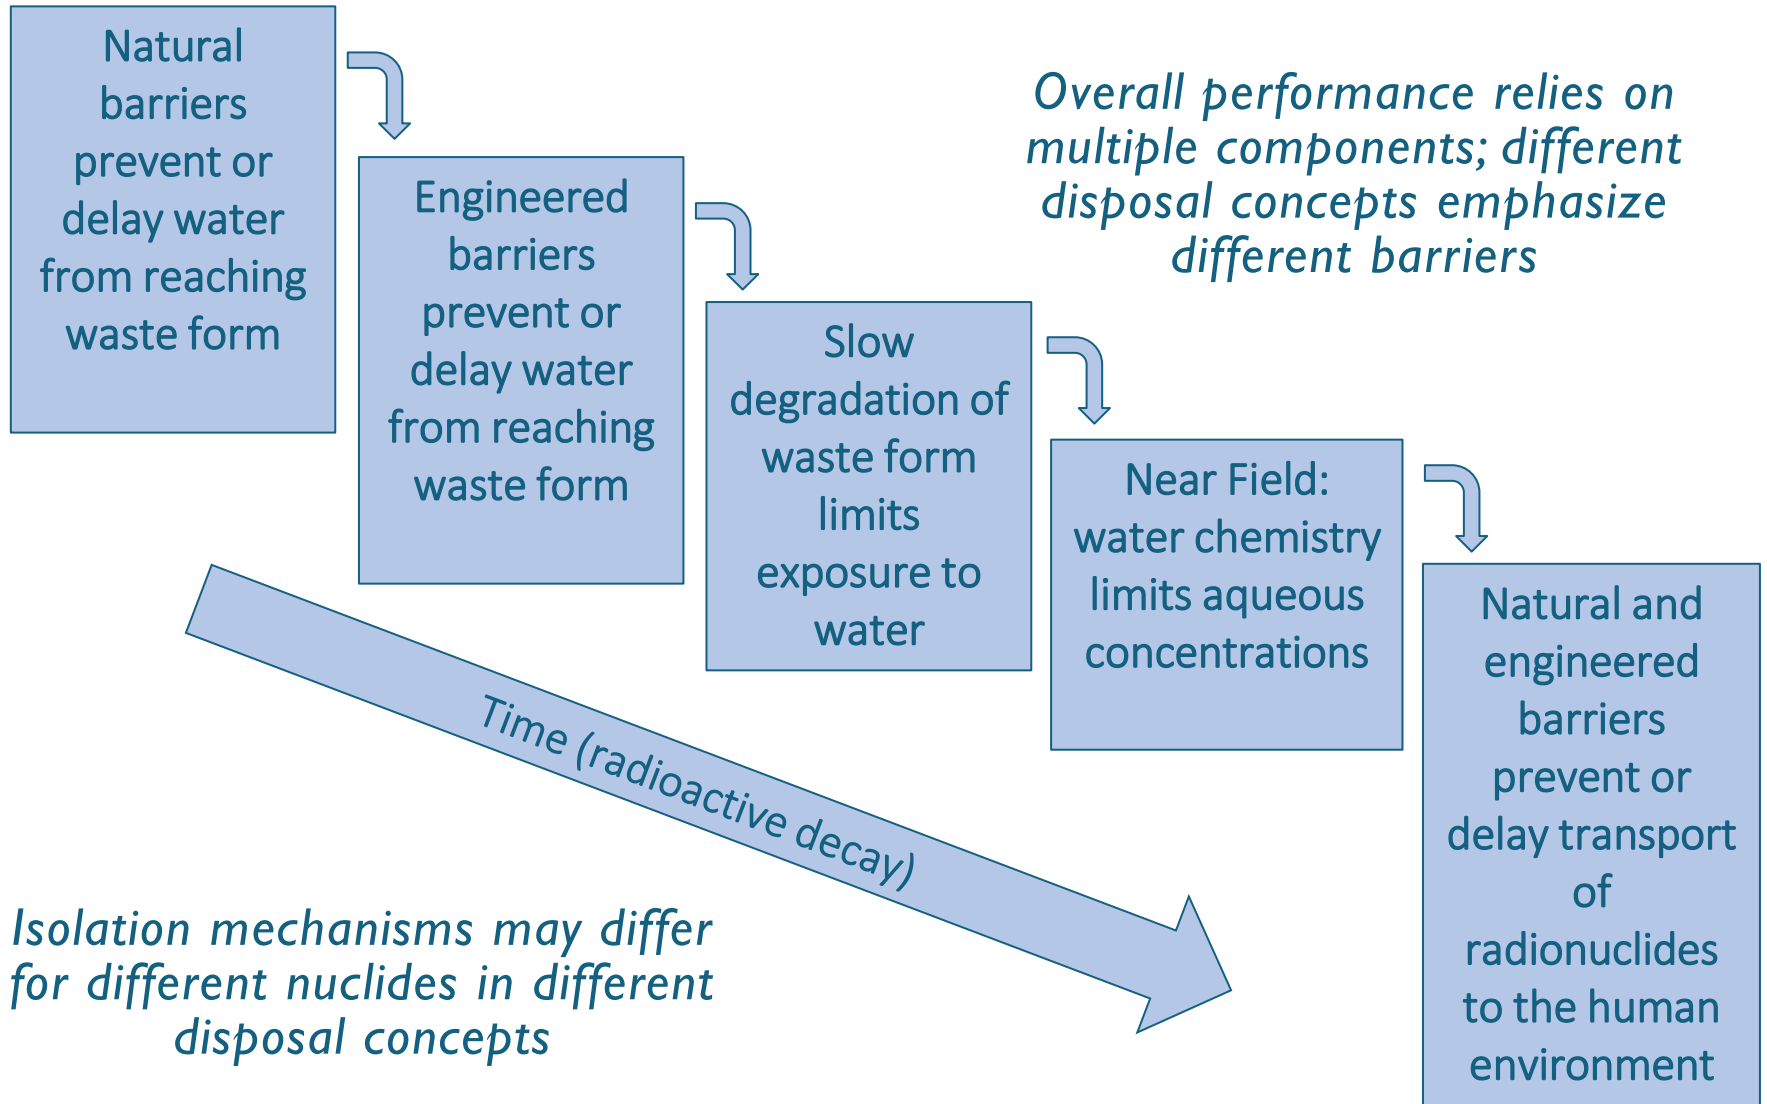 Natural
barriers
prevent or
delay water
from reaching
waste form
Engineered
barriers
prevent or
delay water
from reaching
waste form
Slow
degradation of
waste form
limits
exposure to
water
Near Field:
water chemistry
limits aqueous
concentrations
Natural and
engineered
barriers
prevent or
delay transport
of
radionuclides
to the human
environment
Overall performance relies on
multiple components; different
disposal concepts emphasize
different barriers
Time (radioactive decay)
Isolation mechanisms may differ
for different nuclides in different
disposal concepts